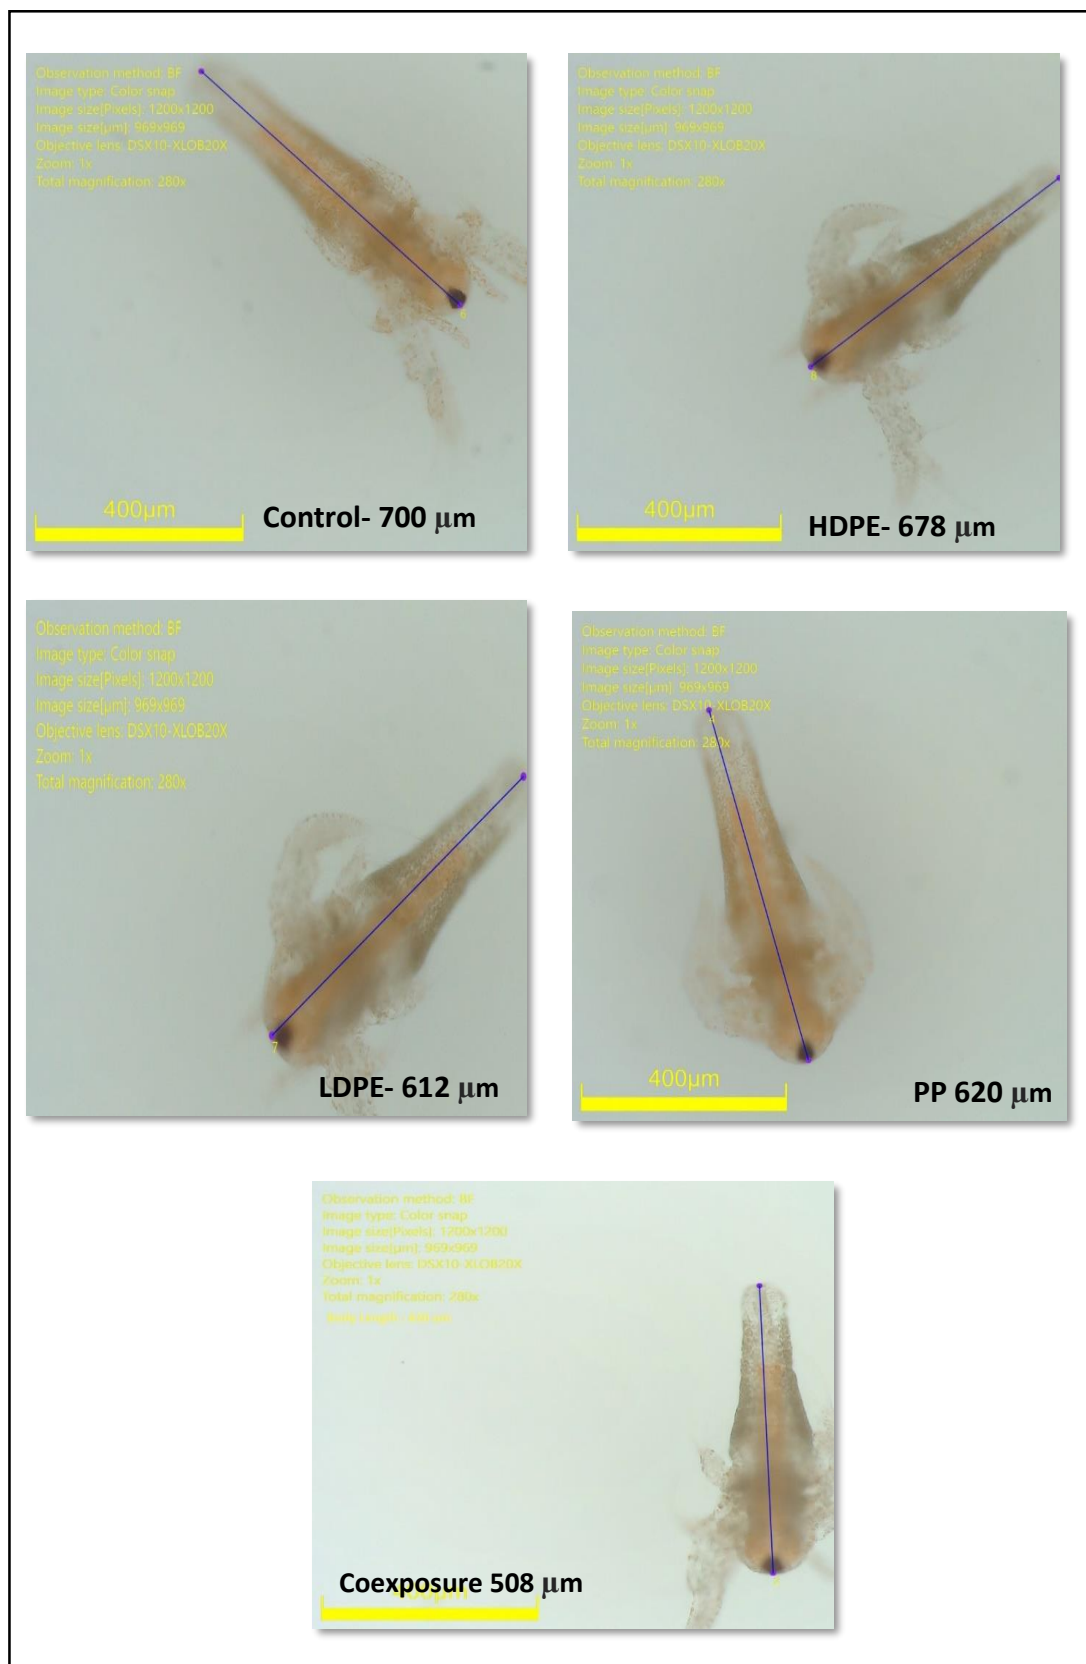 Observation method: BF
Image type: Color snap
Image size[Pixels]: 1200x1200
Image size[µm]: 969x969
Objective lens: DSX10-XLOB20X
Zoom: 1x
Total magnification: 280x
6
400µm
Control- 700 µm
Observation method: BF
Image type: Color snap
Image size[Pixels]: 1200x1200
Image size[µm]: 969x969
Objective lens: DSX10-XLOB20X
Zoom: 1x
Total magnification: 280x
8
400µm
HDPE- 678 µm
Observation method: BF
Image type: Color snap
Image size[Pixels]: 1200x1200
Image size[µm]: 969x969
Objective lens: DSX10-XLOB20X
Zoom: 1x
Total magnification: 280x
7
LDPE- 612 µm
Observation method: BF
Image type: Color snap
Image size[Pixels]: 1200x1200
Image size[µm]: 969x969
Objective lens: DSX10-XLOB20X
Zoom: 1x
Total magnification: 280x
4
400µm
PP 620 µm
Observation method: BF
Image type: Color snap
Image size[Pixels]: 1200x1200
Image size[µm]: 969x969
Objective lens: DSX10-XLOB20X
Zoom: 1x
Total magnification: 280x
Coexposure 508 µm
400µm